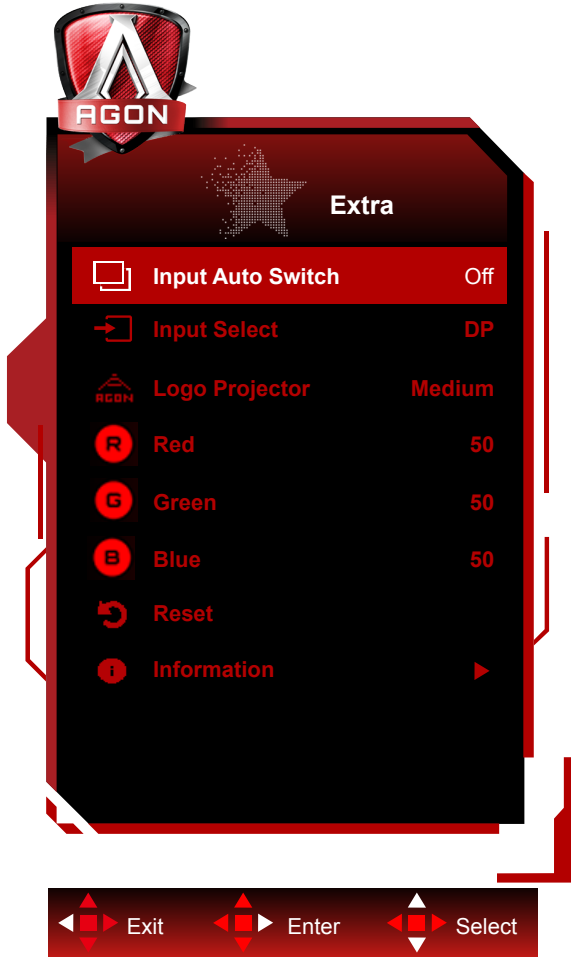 AGON
Extra
Input Auto Switch Off
Input Select DP
AGON Logo Projector Medium
R Red 50
G Green 50
B Blue 50
Reset
i Information
Exit Enter Select